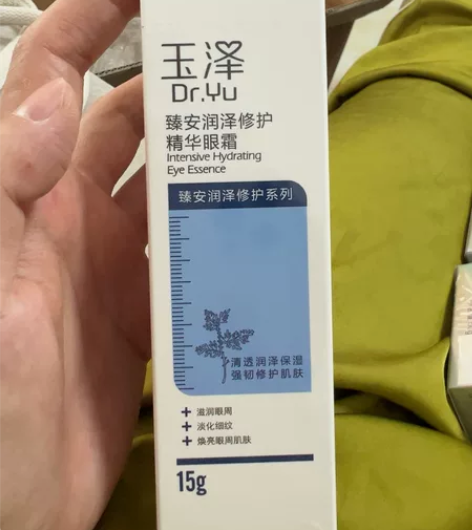 玉泽
Dr.Yu
臻安润泽修护
精华眼霜
Intensive Hydrating
Eye Essence
臻安润泽修护系列
清透润泽保湿
强韧修护肌肤
+ 滋润眼周
+ 淡化细纹
+ 焕亮眼周肌肤
15g